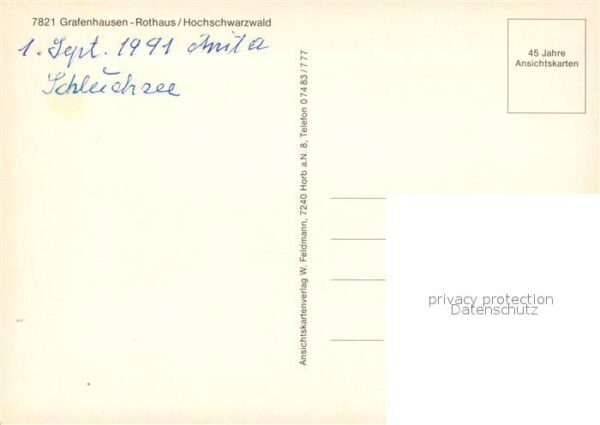 7821 Grafenhausen-Rothaus/Hochschwarzwald
1. Sept. 1991 Anita
Schluchsee
45 Jahre
Ansichtskarten
Ansichtskartenverlag W. Feldmann, 7240 Horb a.N. 8, Telefon 07483/777
privacy protection
Datenschutz